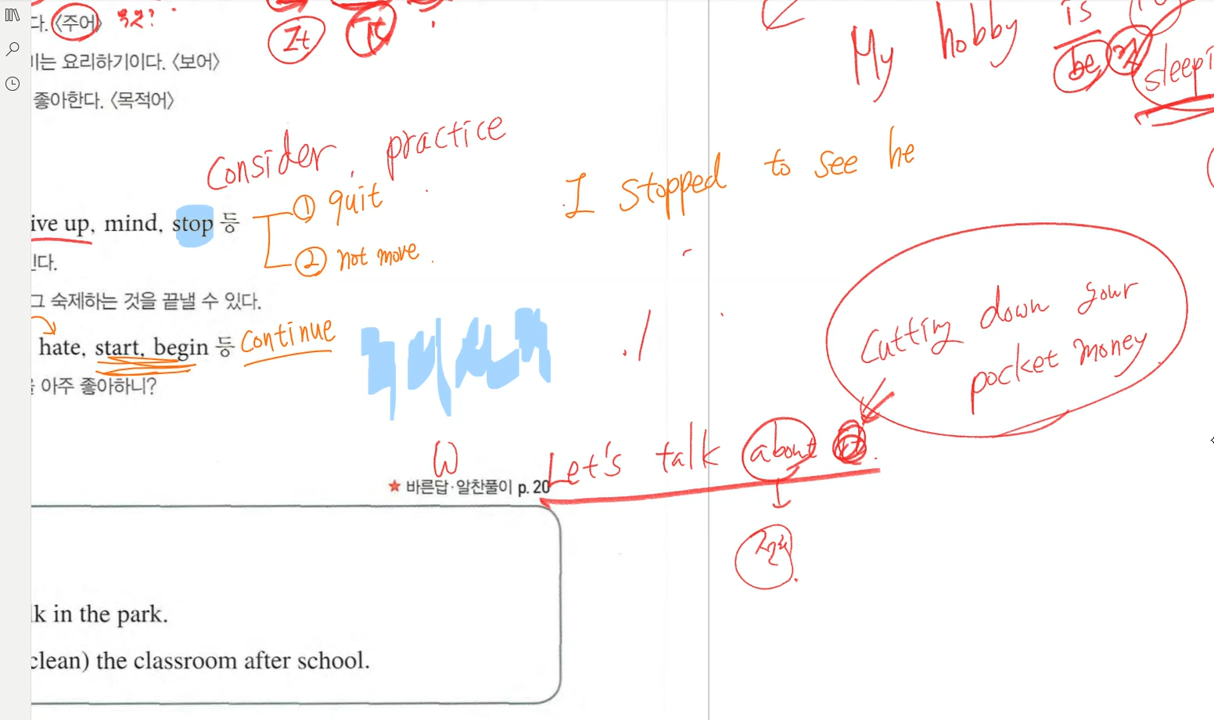 다. <주어>
It It
My hobby is
be sleepi
미는 요리하기이다. <보어>
좋아한다. <목적어>
Consider, practice
I stopped to see he
ive up, mind, stop 등
① quit
② not move
다.
그 숙제하는 것을 끝낼 수 있다.
hate, start, begin 등 continue
을 아주 좋아하니?
Cutting down your
pocket money
Let's talk about it.
W
★ 바른답·알찬풀이 p. 20
lk in the park.
clean) the classroom after school.